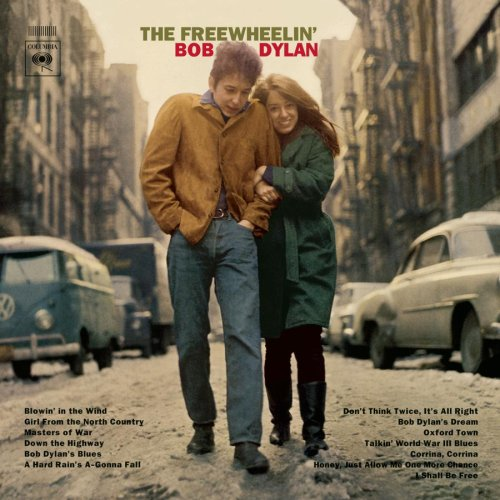 COLUMBIA
THE FREEWHEELIN'
BOB DYLAN
Blowin' in the Wind
Girl From the North Country
Masters of War
Down the Highway
Bob Dylan's Blues
A Hard Rain's A-Gonna Fall
Don't Think Twice, It's All Right
Bob Dylan's Dream
Oxford Town
Talkin' World War III Blues
Corrina, Corrina
Honey, Just Allow Me One More Chance
I Shall Be Free